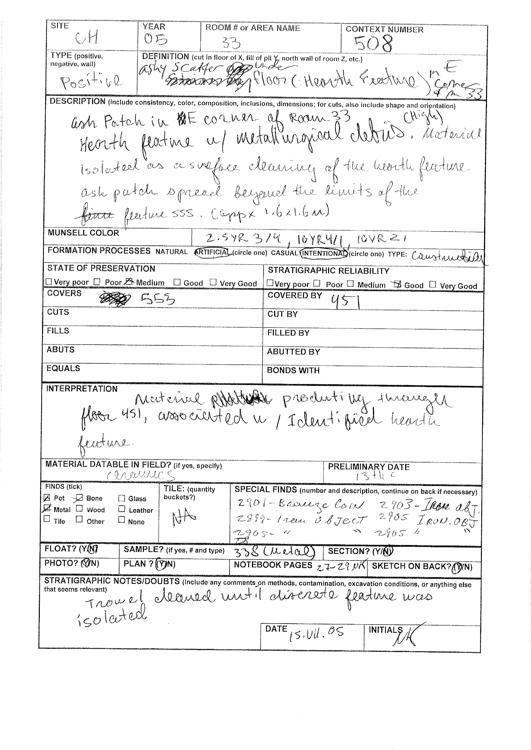 SITE CH
YEAR 05
ROOM # or AREA NAME 33
CONTEXT NUMBER 508
TYPE (positive, negative, wall) Positive
DEFINITION (cut in floor of X, fill of pit Y, north wall of room Z, etc.)
ashy scatter under floor (Hearth Feature) in E corner of rm 33
DESCRIPTION (include consistency, color, composition, inclusions, dimensions; for cuts, also include shape and orientation)
ash Patch in E corner of Room 33
Hearth feature w/ metallurgical debris. (High) Material
isolated as a surface cleaning of the hearth feature.
ash patch spread beyond the limits of the
feature 555. (appx 1.6x1.6m)
MUNSELL COLOR 2.5YR 3/4, 10YR4/1, 10YR 2.1
FORMATION PROCESSES NATURAL ARTIFICIAL (circle one) CASUAL INTENTIONAL (circle one) TYPE: Construction
STATE OF PRESERVATION
Very poor Poor Medium Good Very Good
STRATIGRAPHIC RELIABILITY
Very poor Poor Medium Good Very Good
COVERS 553
COVERED BY 451
CUTS
CUT BY
FILLS
FILLED BY
ABUTS
ABUTTED BY
EQUALS
BONDS WITH
INTERPRETATION
Material produting through
floor 451, associated w/ Identified hearth
feature.
MATERIAL DATABLE IN FIELD? (if yes, specify) ceramics
PRELIMINARY DATE 13th c
FINDS (tick)
Pot Bone Glass
Metal Wood Leather
Tile Other None
TILE: (quantity buckets?) NA
SPECIAL FINDS (number and description, continue on back if necessary)
2901- Bronze Coin 2903- Iron obj.
2899- Iron Object 2905 Iron.OBJ
2905- " 2905 " "
FLOAT? (Y/N)
SAMPLE? (if yes, # and type) 338 (Metal)
SECTION? (Y/N)
PHOTO? (Y/N)
PLAN? (Y/N)
NOTEBOOK PAGES 27-29 NK
SKETCH ON BACK? (Y/N)
STRATIGRAPHIC NOTES/DOUBTS (include any comments on methods, contamination, excavation conditions, or anything else that seems relevant)
Trowel cleaned until discrete feature was
isolated
DATE 15.VII.05
INITIALS NK